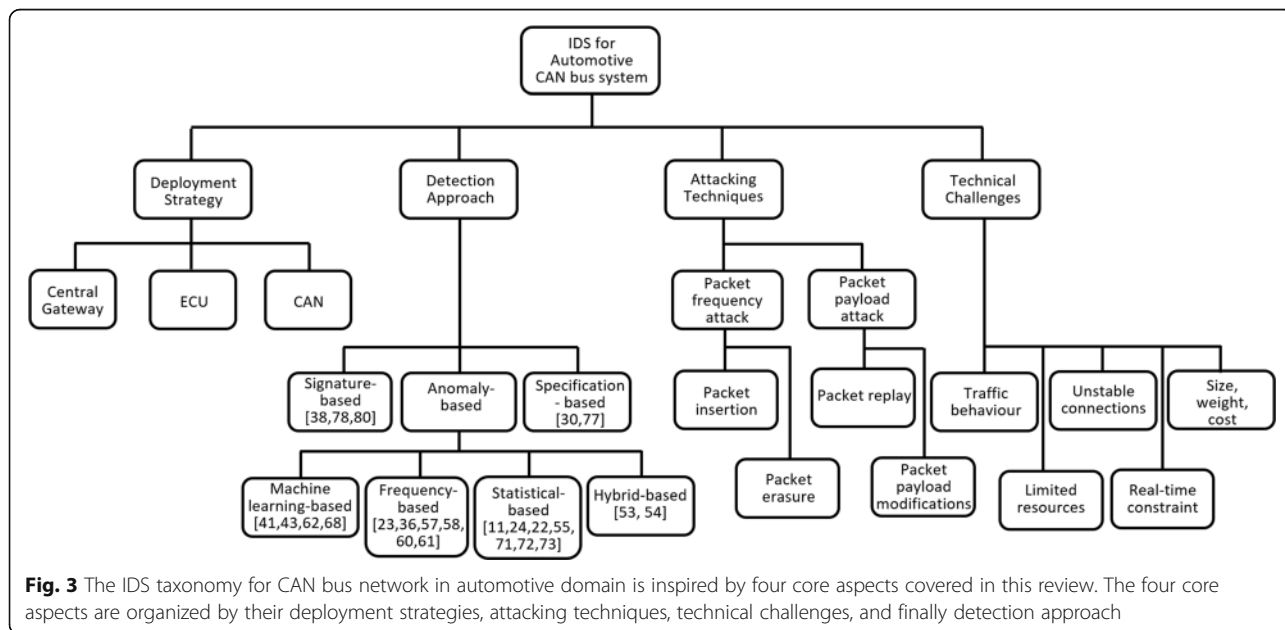 IDS for
Automotive
CAN bus system
Deployment
Strategy
Detection
Approach
Attacking
Techniques
Technical
Challenges
Central
Gateway
ECU
CAN
Packet
frequency
attack
Packet
payload
attack
Signature-
based
[38,78,80]
Anomaly-
based
Specification
- based
[30,77]
Packet
insertion
Packet replay
Traffic
behaviour
Unstable
connections
Size,
weight,
cost
Machine
learning-based
[41,43,62,68]
Frequency-
based
[23,36,57,58,
60,61]
Statistical-
based
[11,24,22,55,
71,72,73]
Hybrid-based
[53, 54]
Packet
erasure
Packet
payload
modifications
Limited
resources
Real-time
constraint
Fig. 3 The IDS taxonomy for CAN bus network in automotive domain is inspired by four core aspects covered in this review. The four core
aspects are organized by their deployment strategies, attacking techniques, technical challenges, and finally detection approach